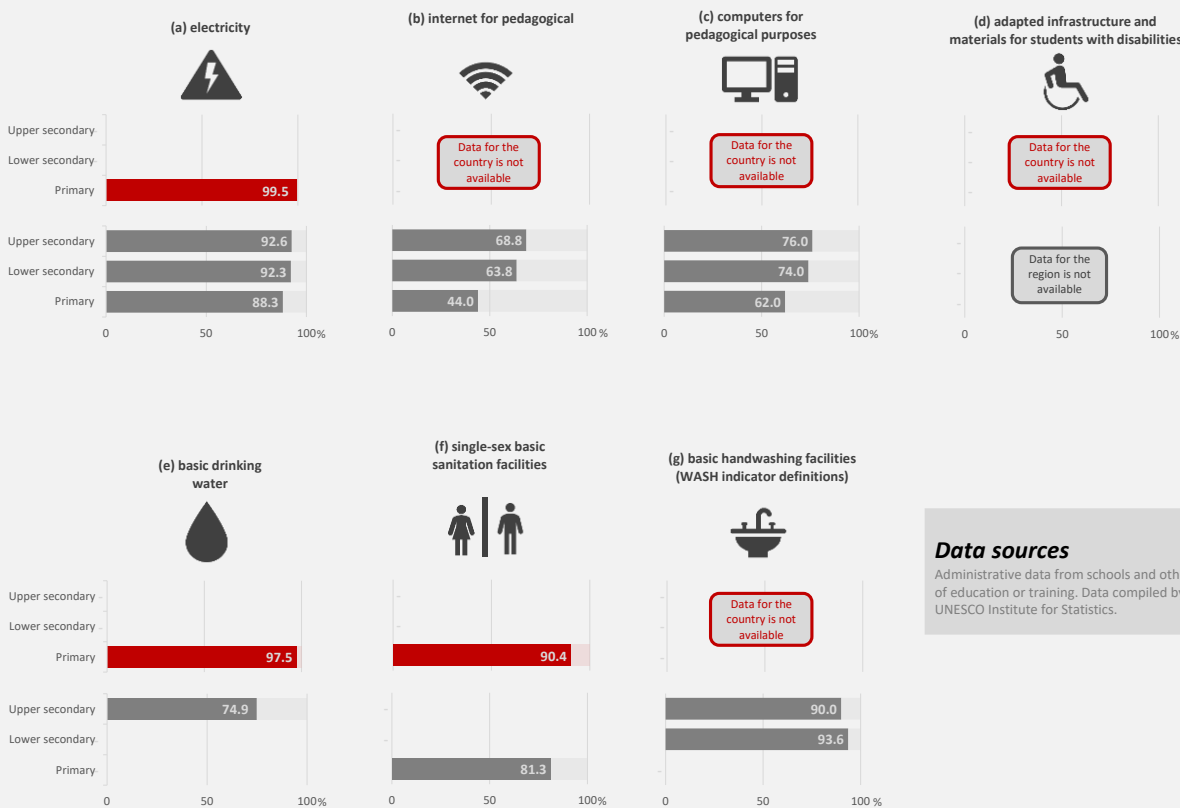 (a) electricity
(b) internet for pedagogical
(c) computers for
pedagogical purposes
(d) adapted infrastructure and
materials for students with disabilities
Upper secondary
Lower secondary
Primary
99.5
Data for the
country is not
available
Data for the
country is not
available
Data for the
country is not
available
Upper secondary
Lower secondary
Primary
92.6
92.3
88.3
0 50 100%
68.8
63.8
44.0
0 50 100%
76.0
74.0
62.0
0 50 100%
Data for the
region is not
available
0 50 100%
(e) basic drinking
water
(f) single-sex basic
sanitation facilities
(g) basic handwashing facilities
(WASH indicator definitions)
Upper secondary
Lower secondary
Primary
97.5
90.4
Data for the
country is not
available
Upper secondary
Lower secondary
Primary
74.9
0 50 100%
81.3
0 50 100%
90.0
93.6
0 50 100%
Data sources
Administrative data from schools and oth
of education or training. Data compiled by
UNESCO Institute for Statistics.